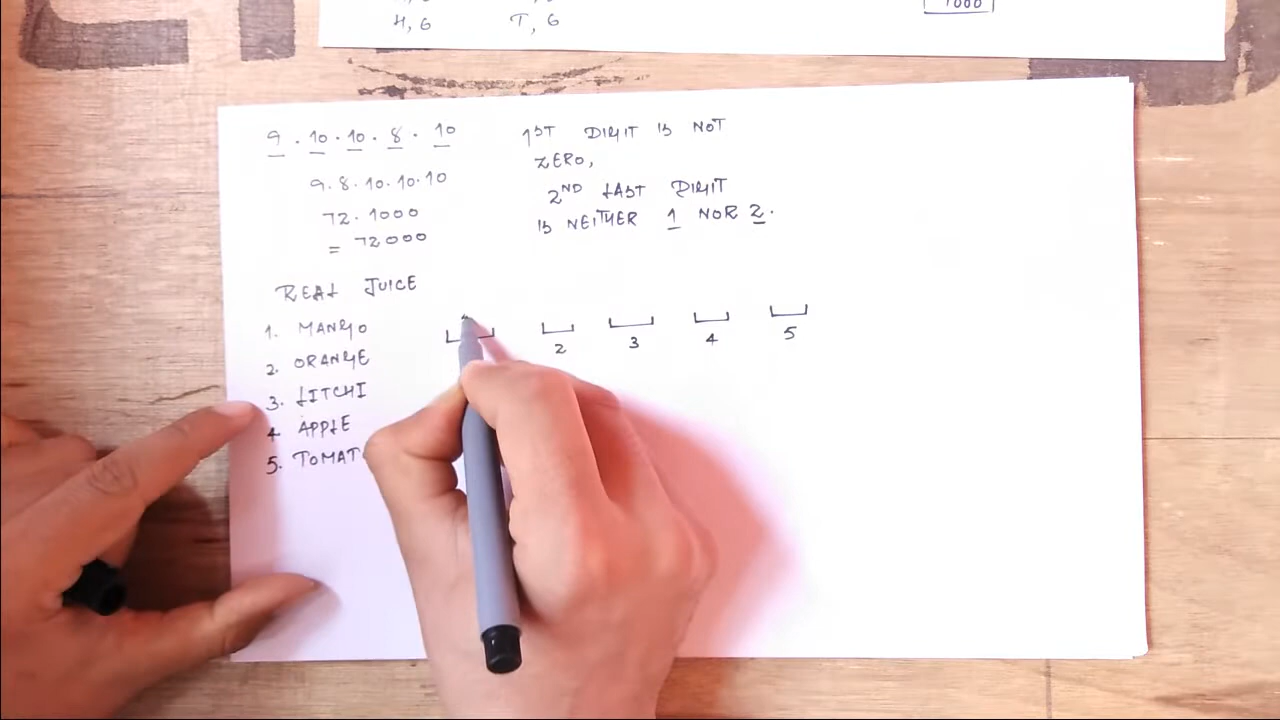 H, 6 T, 6
1000
9 . 10 . 10 . 8 . 10
9.8.10.10.10
72.1000
= 72000
1ST DIGIT IS NOT
ZERO,
2ND LAST DIGIT
IS NEITHER 1 NOR 2.
REAL JUICE
1. MANGO
2. ORANGE
3. LITCHI
4 APPLE
5. TOMAT
2 3 4 5